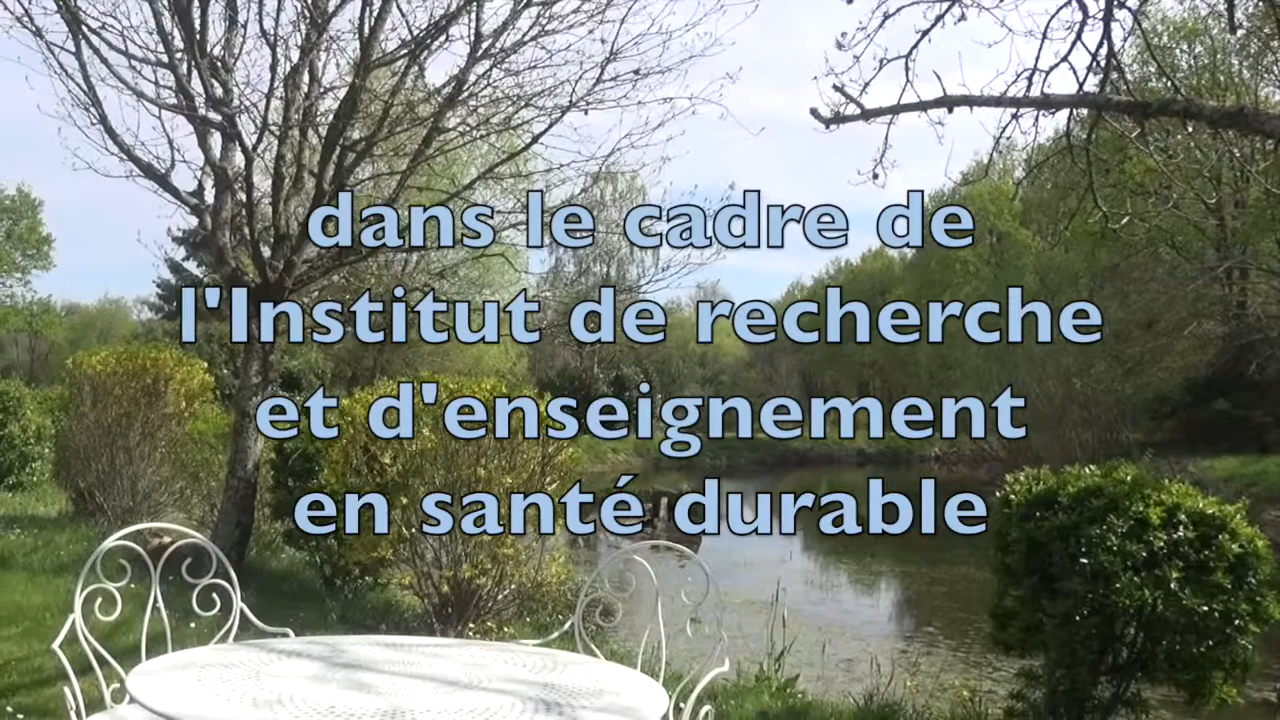 dans le cadre de
l'Institut de recherche
et d'enseignement
en santé durable